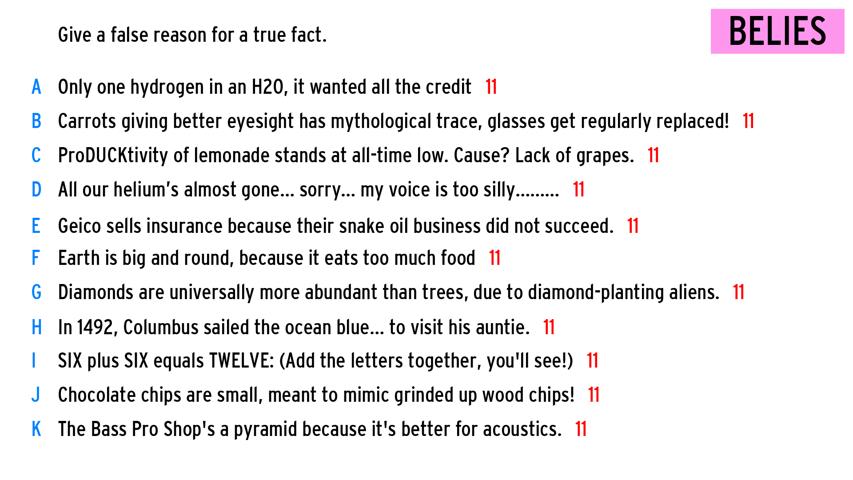 Give a false reason for a true fact.
BELIES
A Only one hydrogen in an H20, it wanted all the credit 11
B Carrots giving better eyesight has mythological trace, glasses get regularly replaced! 11
C ProDUCKtivity of lemonade stands at all-time low. Cause? Lack of grapes. 11
D All our helium's almost gone... sorry... my voice is too silly......... 11
E Geico sells insurance because their snake oil business did not succeed. 11
F Earth is big and round, because it eats too much food 11
G Diamonds are universally more abundant than trees, due to diamond-planting aliens. 11
H In 1492, Columbus sailed the ocean blue... to visit his auntie. 11
I SIX plus SIX equals TWELVE: (Add the letters together, you'll see!) 11
J Chocolate chips are small, meant to mimic grinded up wood chips! 11
K The Bass Pro Shop's a pyramid because it's better for acoustics. 11